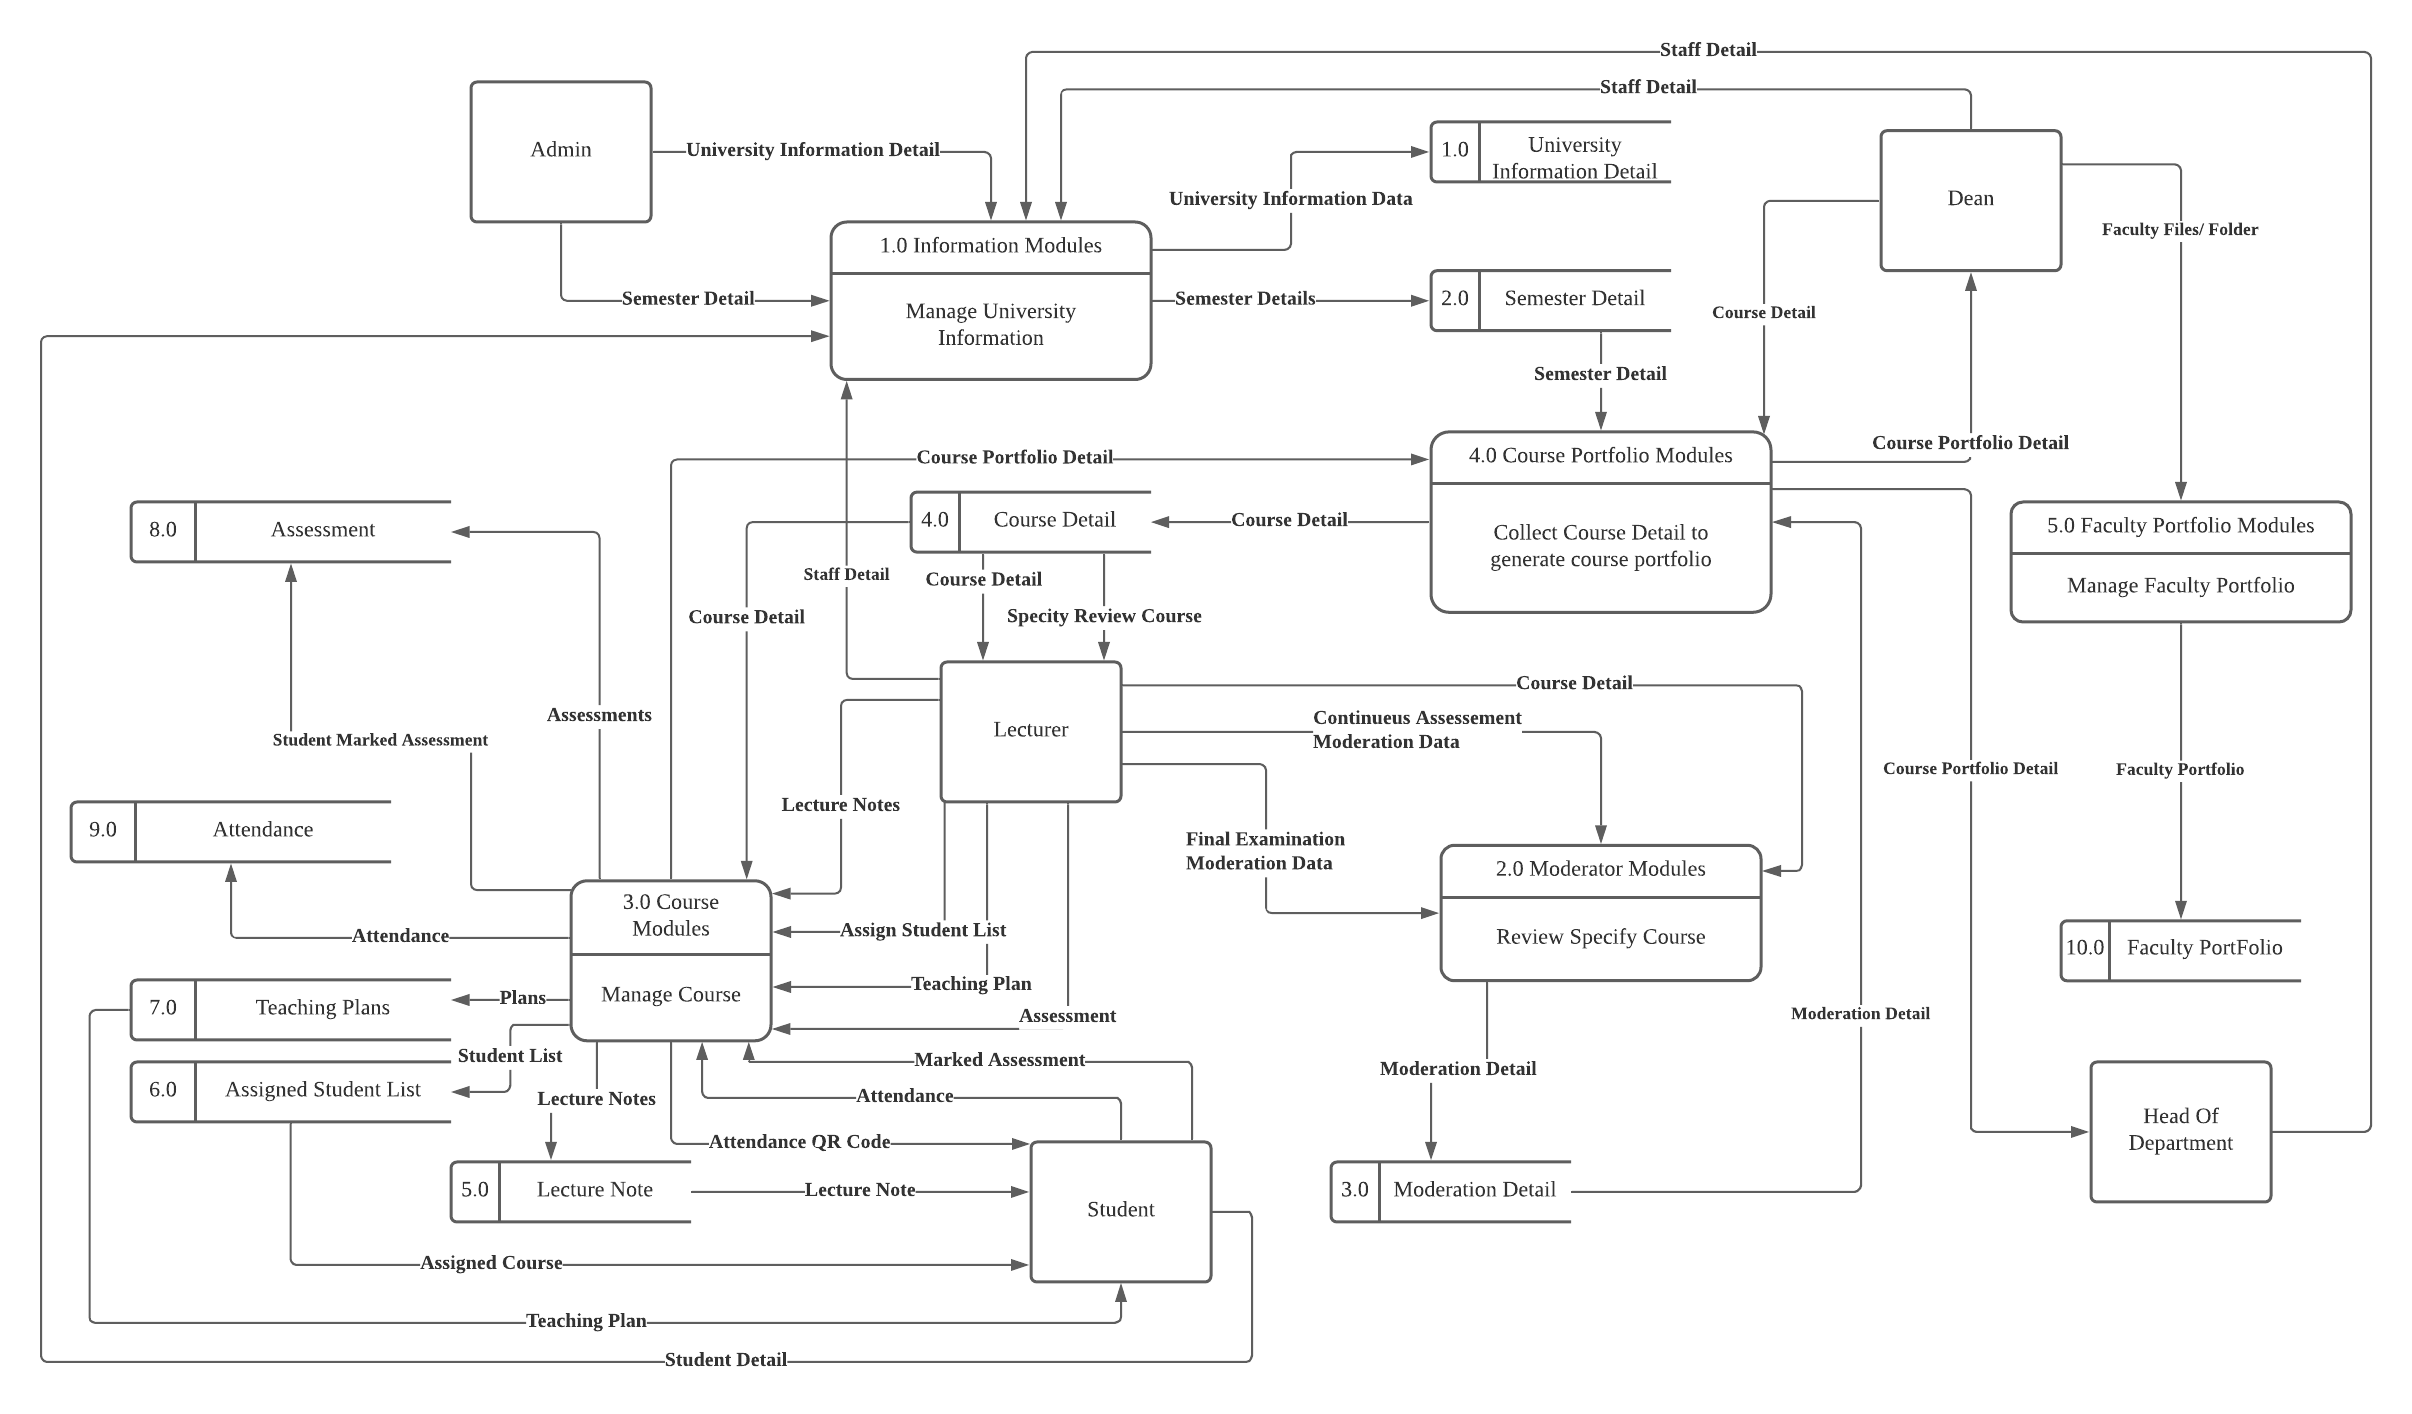 Staff Detail
Staff Detail
Admin
University Information Detail
1.0
University
Information Detail
University Information Data
Dean
Faculty Files/ Folder
1.0 Information Modules
Manage University
Information
Semester Detail
Semester Details
2.0
Semester Detail
Course Detail
Semester Detail
Course Portfolio Detail
Course Portfolio Detail
4.0 Course Portfolio Modules
Collect Course Detail to
generate course portfolio
8.0
Assessment
4.0
Course Detail
Course Detail
5.0 Faculty Portfolio Modules
Manage Faculty Portfolio
Staff Detail
Course Detail
Course Detail
Specity Review Course
Lecturer
Course Detail
Continueus Assessement
Moderation Data
Assessments
Student Marked Assessment
Course Portfolio Detail
Faculty Portfolio
Lecture Notes
9.0
Attendance
Final Examination
Moderation Data
2.0 Moderator Modules
Review Specify Course
3.0 Course
Modules
Manage Course
Attendance
Assign Student List
10.0
Faculty PortFolio
Teaching Plan
7.0
Teaching Plans
Plans
Assessment
Moderation Detail
Student List
Marked Assessment
Moderation Detail
6.0
Assigned Student List
Lecture Notes
Attendance
Head Of
Department
Attendance QR Code
5.0
Lecture Note
Lecture Note
Student
3.0
Moderation Detail
Assigned Course
Teaching Plan
Student Detail